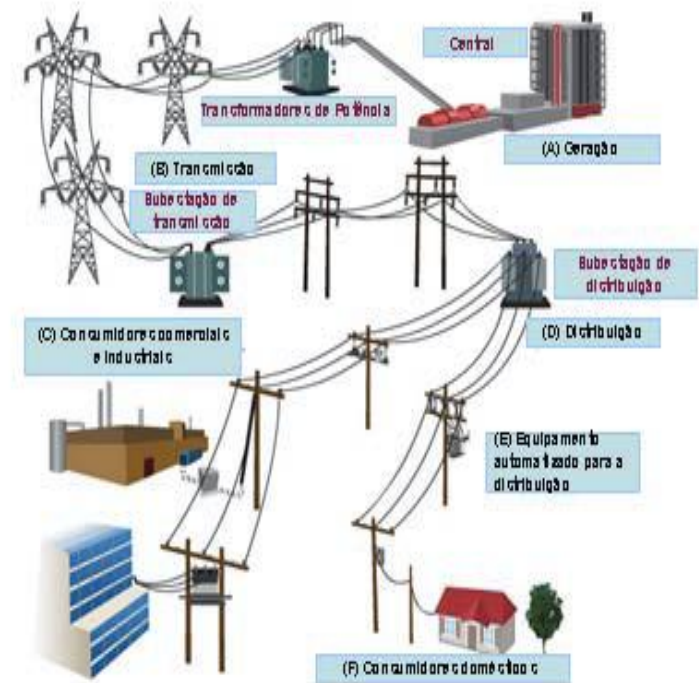 Central
Transformadores de Potência
(A) Geração
(B) Transmissão
Subestação de
transmissão
Subestação de
distribuição
(C) Consumidores comerciais
e industriais
(D) Distribuição
(E) Equipamento
automatizado para a
distribuição
(F) Consumidores domésticos